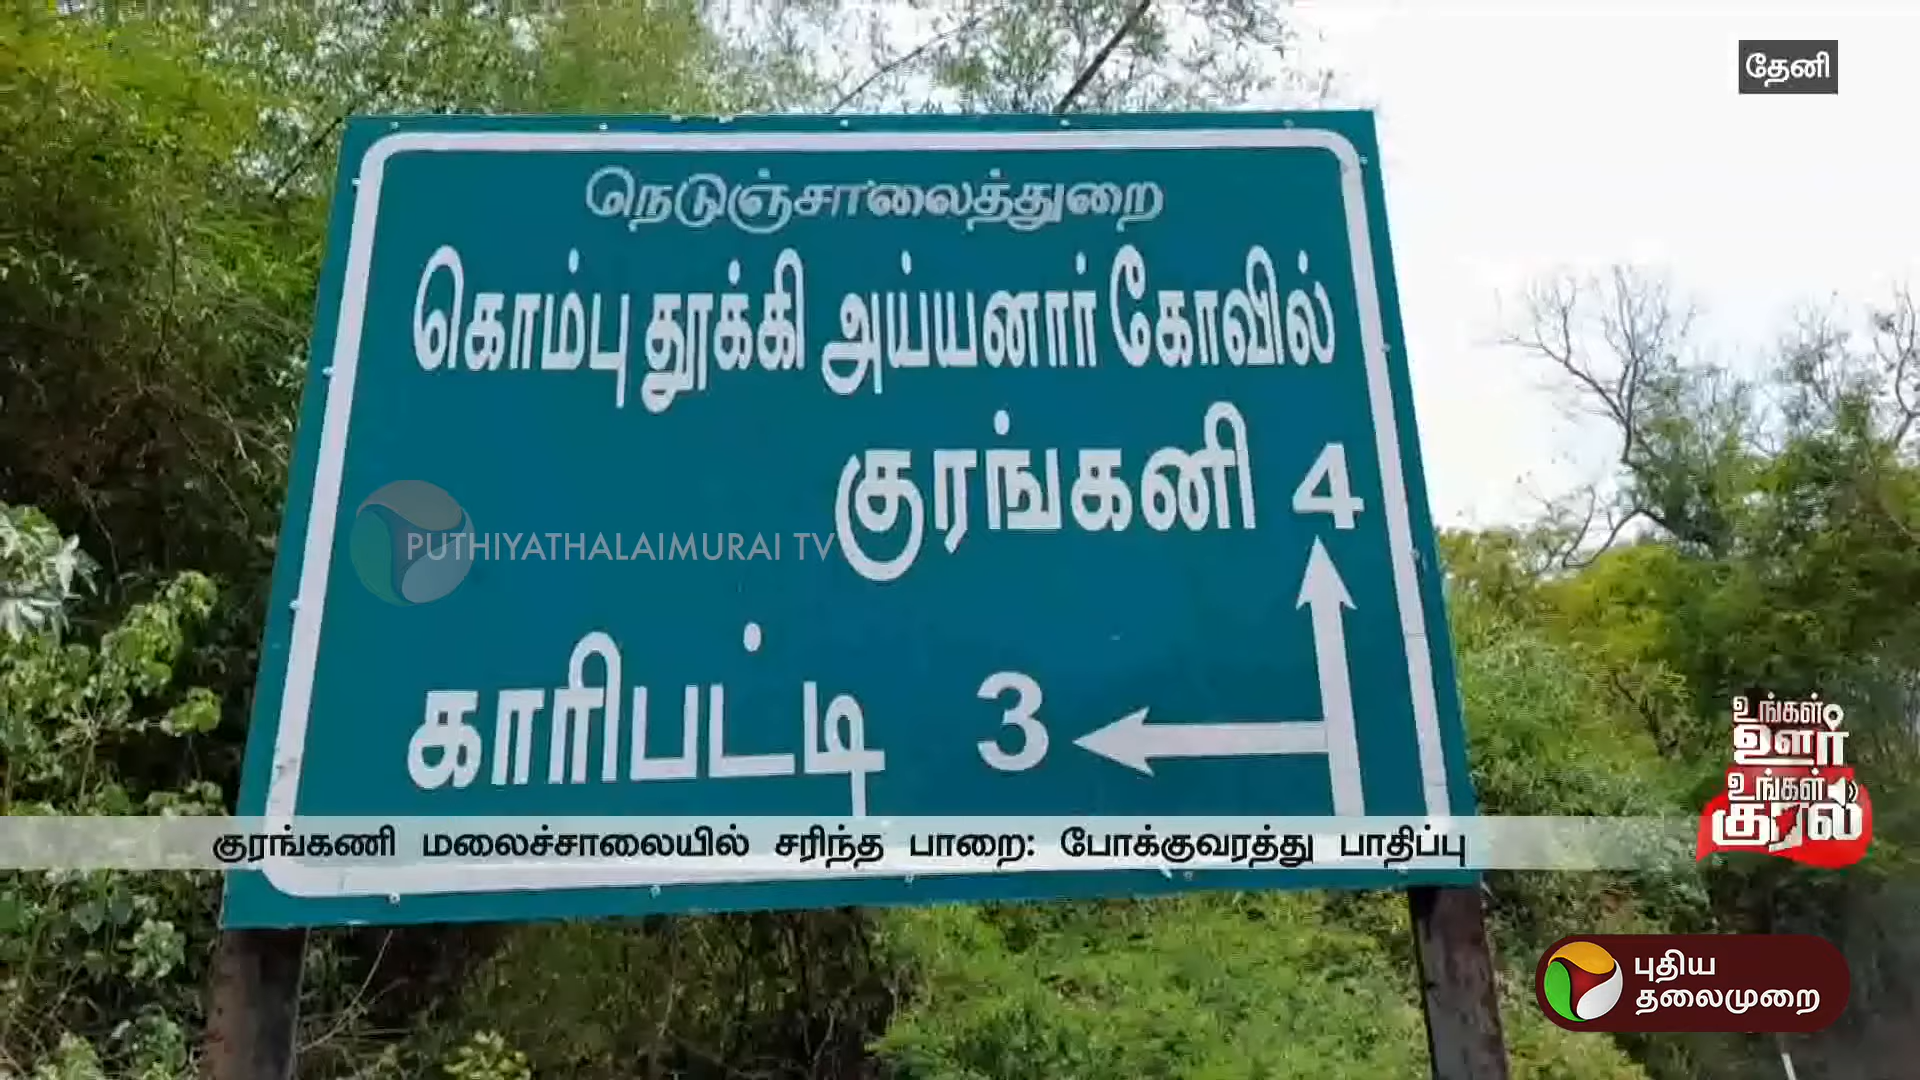 தேனி
நெடுஞ்சாலைத்துறை
கொம்பு தூக்கி அய்யனார் கோவில்
குரங்கனி 4
PUTHIYATHALAIMURAI TV
காரிபட்டி 3
உங்கள்
ஊர்
உங்கள்
குரல்
குரங்கணி மலைச்சாலையில் சரிந்த பாறை: போக்குவரத்து பாதிப்பு
புதிய
தலைமுறை